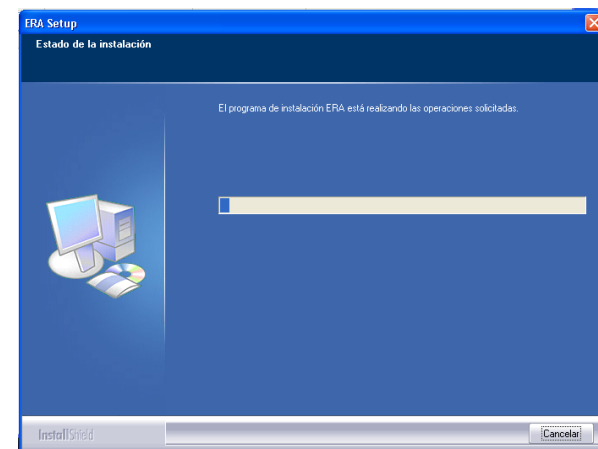 ERA Setup
Estado de la instalación
El programa de instalación ERA está realizando las operaciones solicitadas.
InstallShield
Cancelar